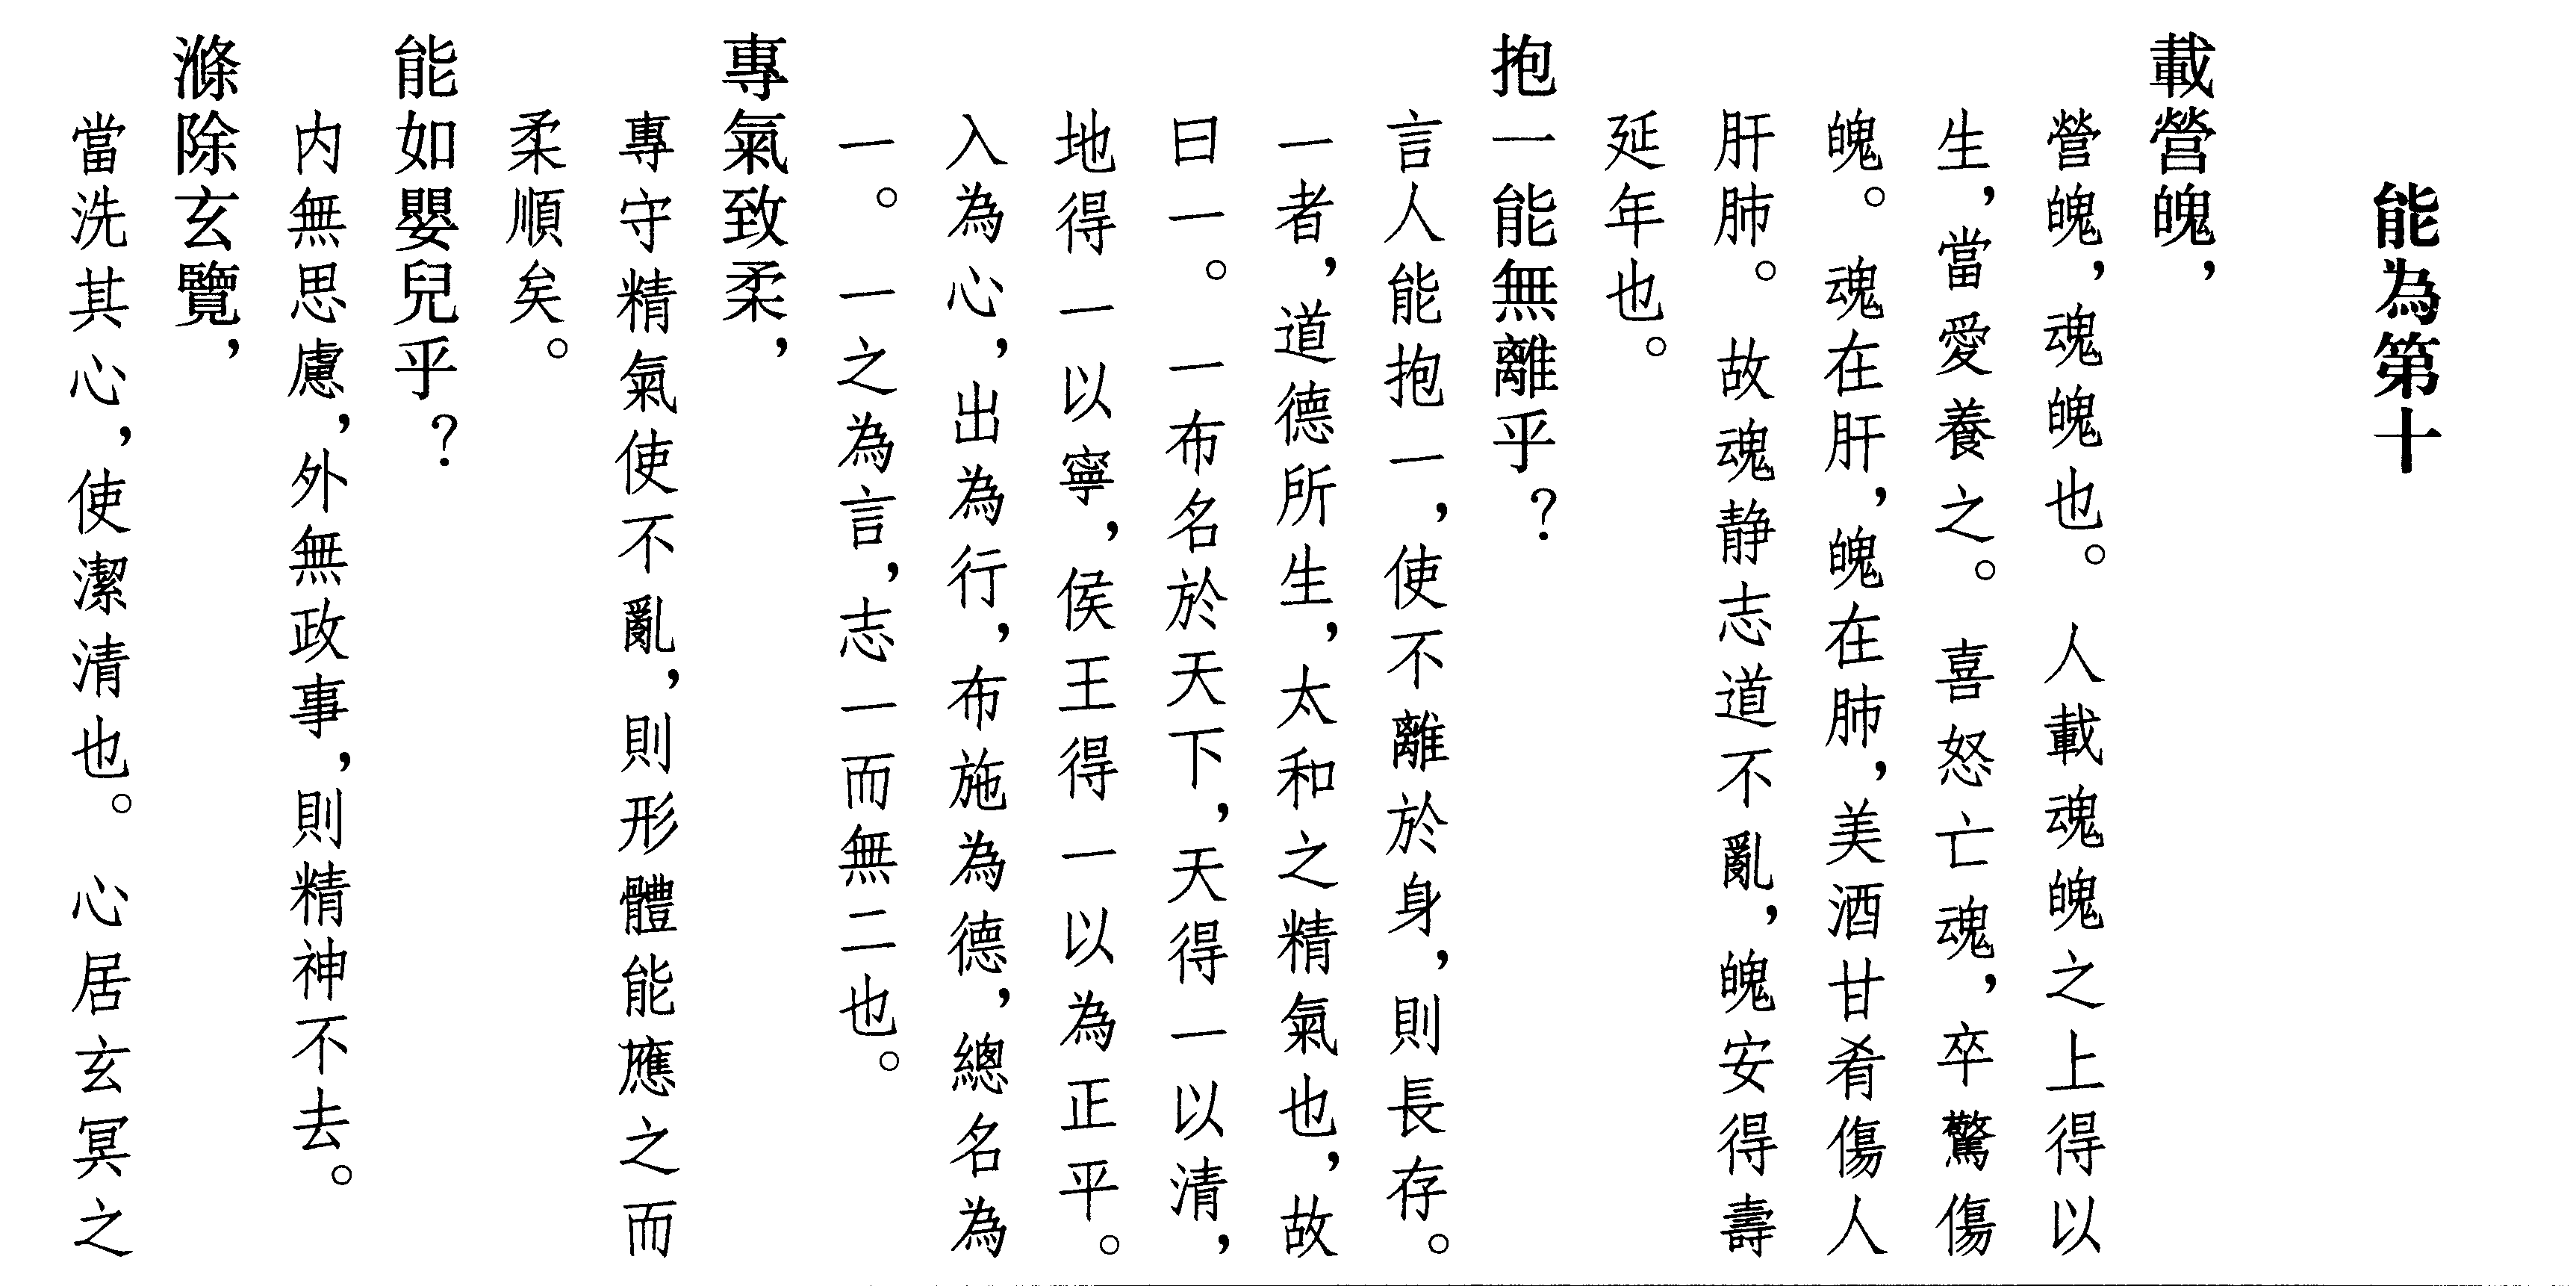 能為第十
載營魄，
營魄，魂魄也。人載魂魄之上得以
生，當愛養之。喜怒亡魂，卒驚傷
魄。魂在肝，魄在肺，美酒甘肴傷人
肝肺。故魂静志道不亂，魄安得壽
延年也。
抱一能無離乎？
言人能抱一，使不離於身，則長存。
一者，道德所生，太和之精氣也，故
曰一。一布名於天下，天得一以清，
地得一以寧，侯王得一以為正平。
入為心，出為行，布施為德，總名為
一。一之為言，志一而無二也。
專氣致柔，
專守精氣使不亂，則形體能應之而
柔順矣。
能如嬰兒乎？
内無思慮，外無政事，則精神不去。
滌除玄覽，
當洗其心，使潔清也。心居玄冥之